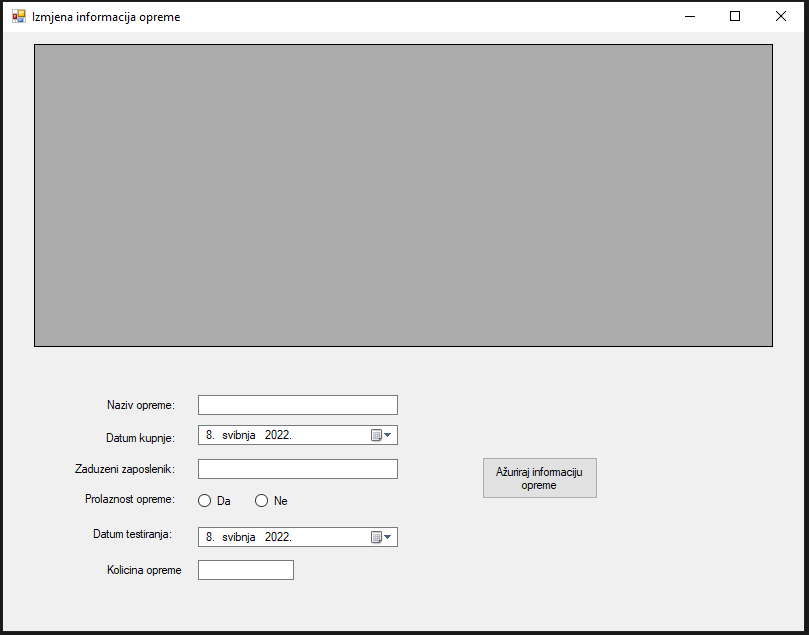 Izmjena informacija opreme
Naziv opreme:
Datum kupnje:
8. svibnja 2022.
Zaduzeni zaposlenik:
Prolaznost opreme:
Da
Ne
Datum testiranja:
8. svibnja 2022.
Kolicina opreme
Ažuriraj informaciju
opreme